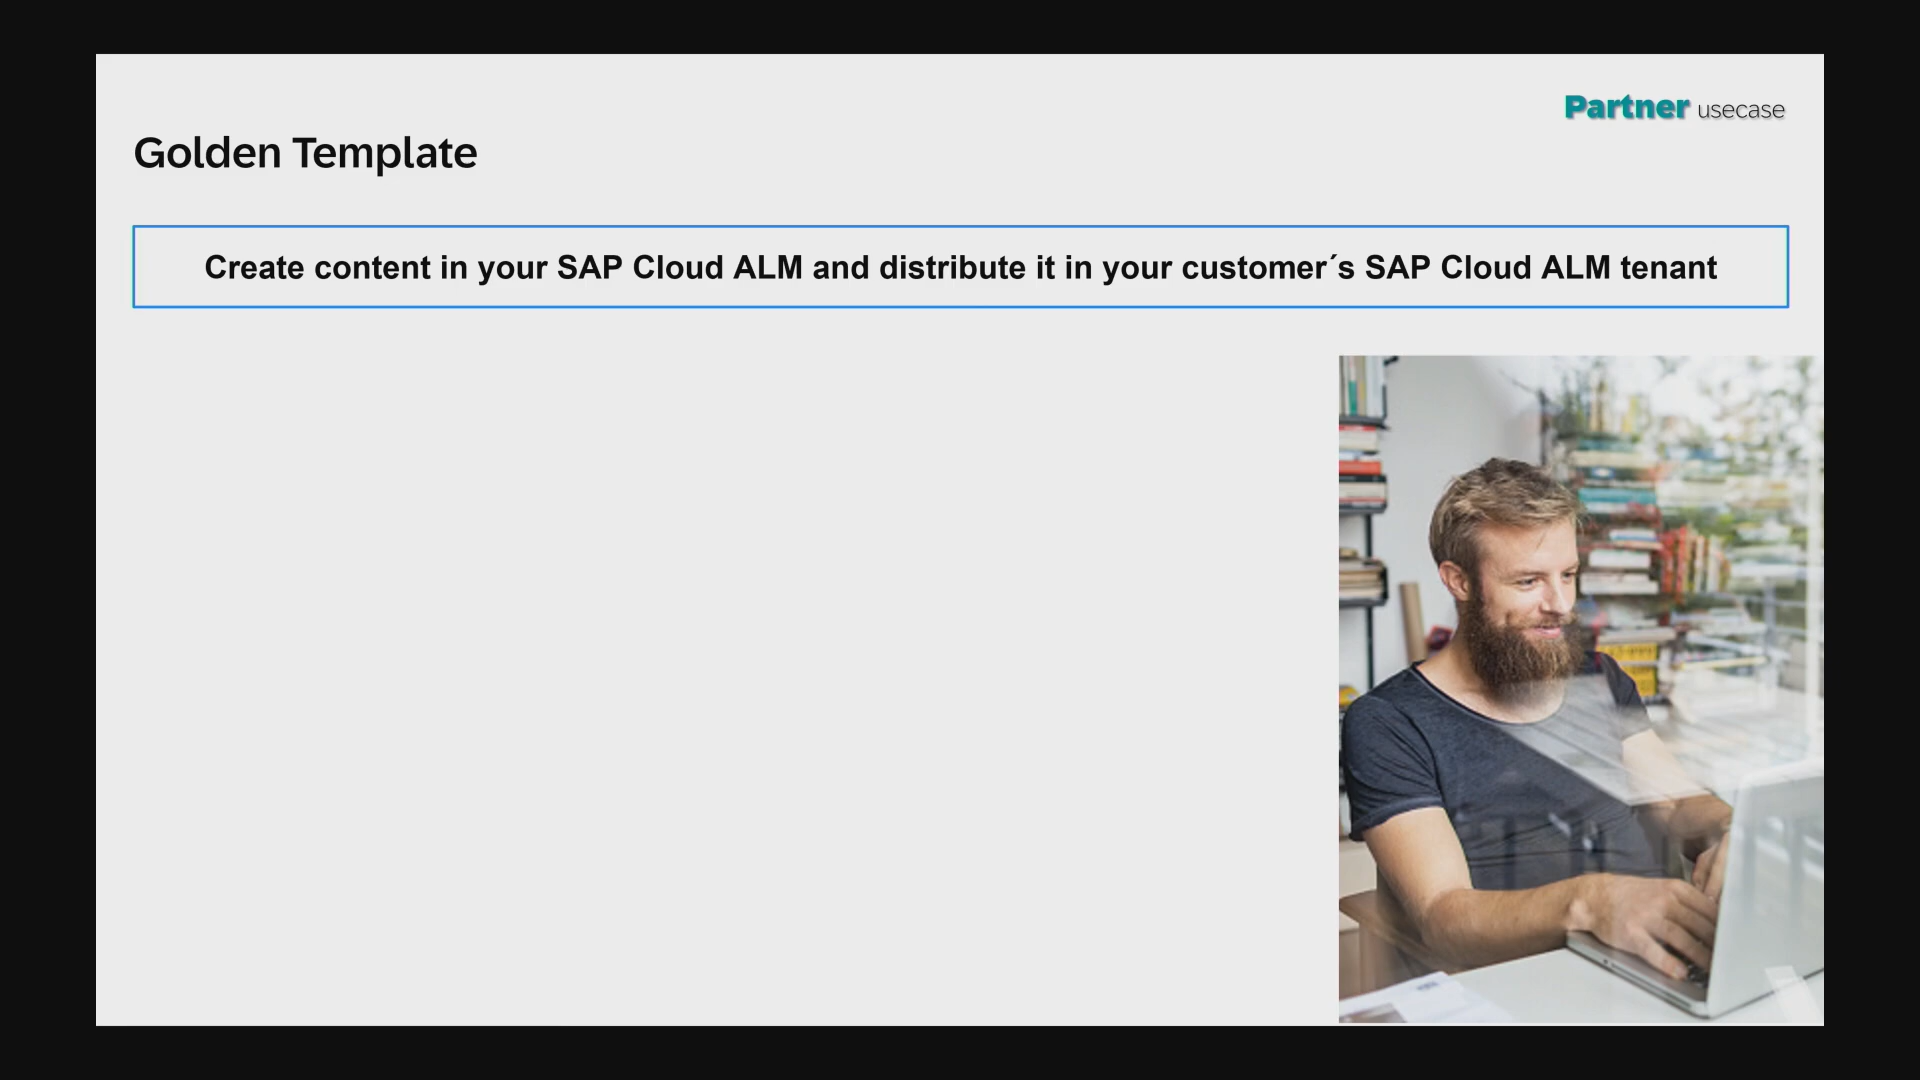 Partner usecase
Golden Template
Create content in your SAP Cloud ALM and distribute it in your customer´s SAP Cloud ALM tenant